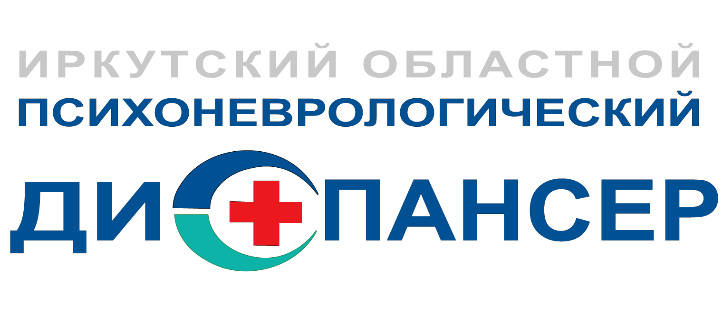 ИРКУТСКИЙ ОБЛАСТНОЙ
ПСИХОНЕВРОЛОГИЧЕСКИЙ
ДИСПАНСЕР